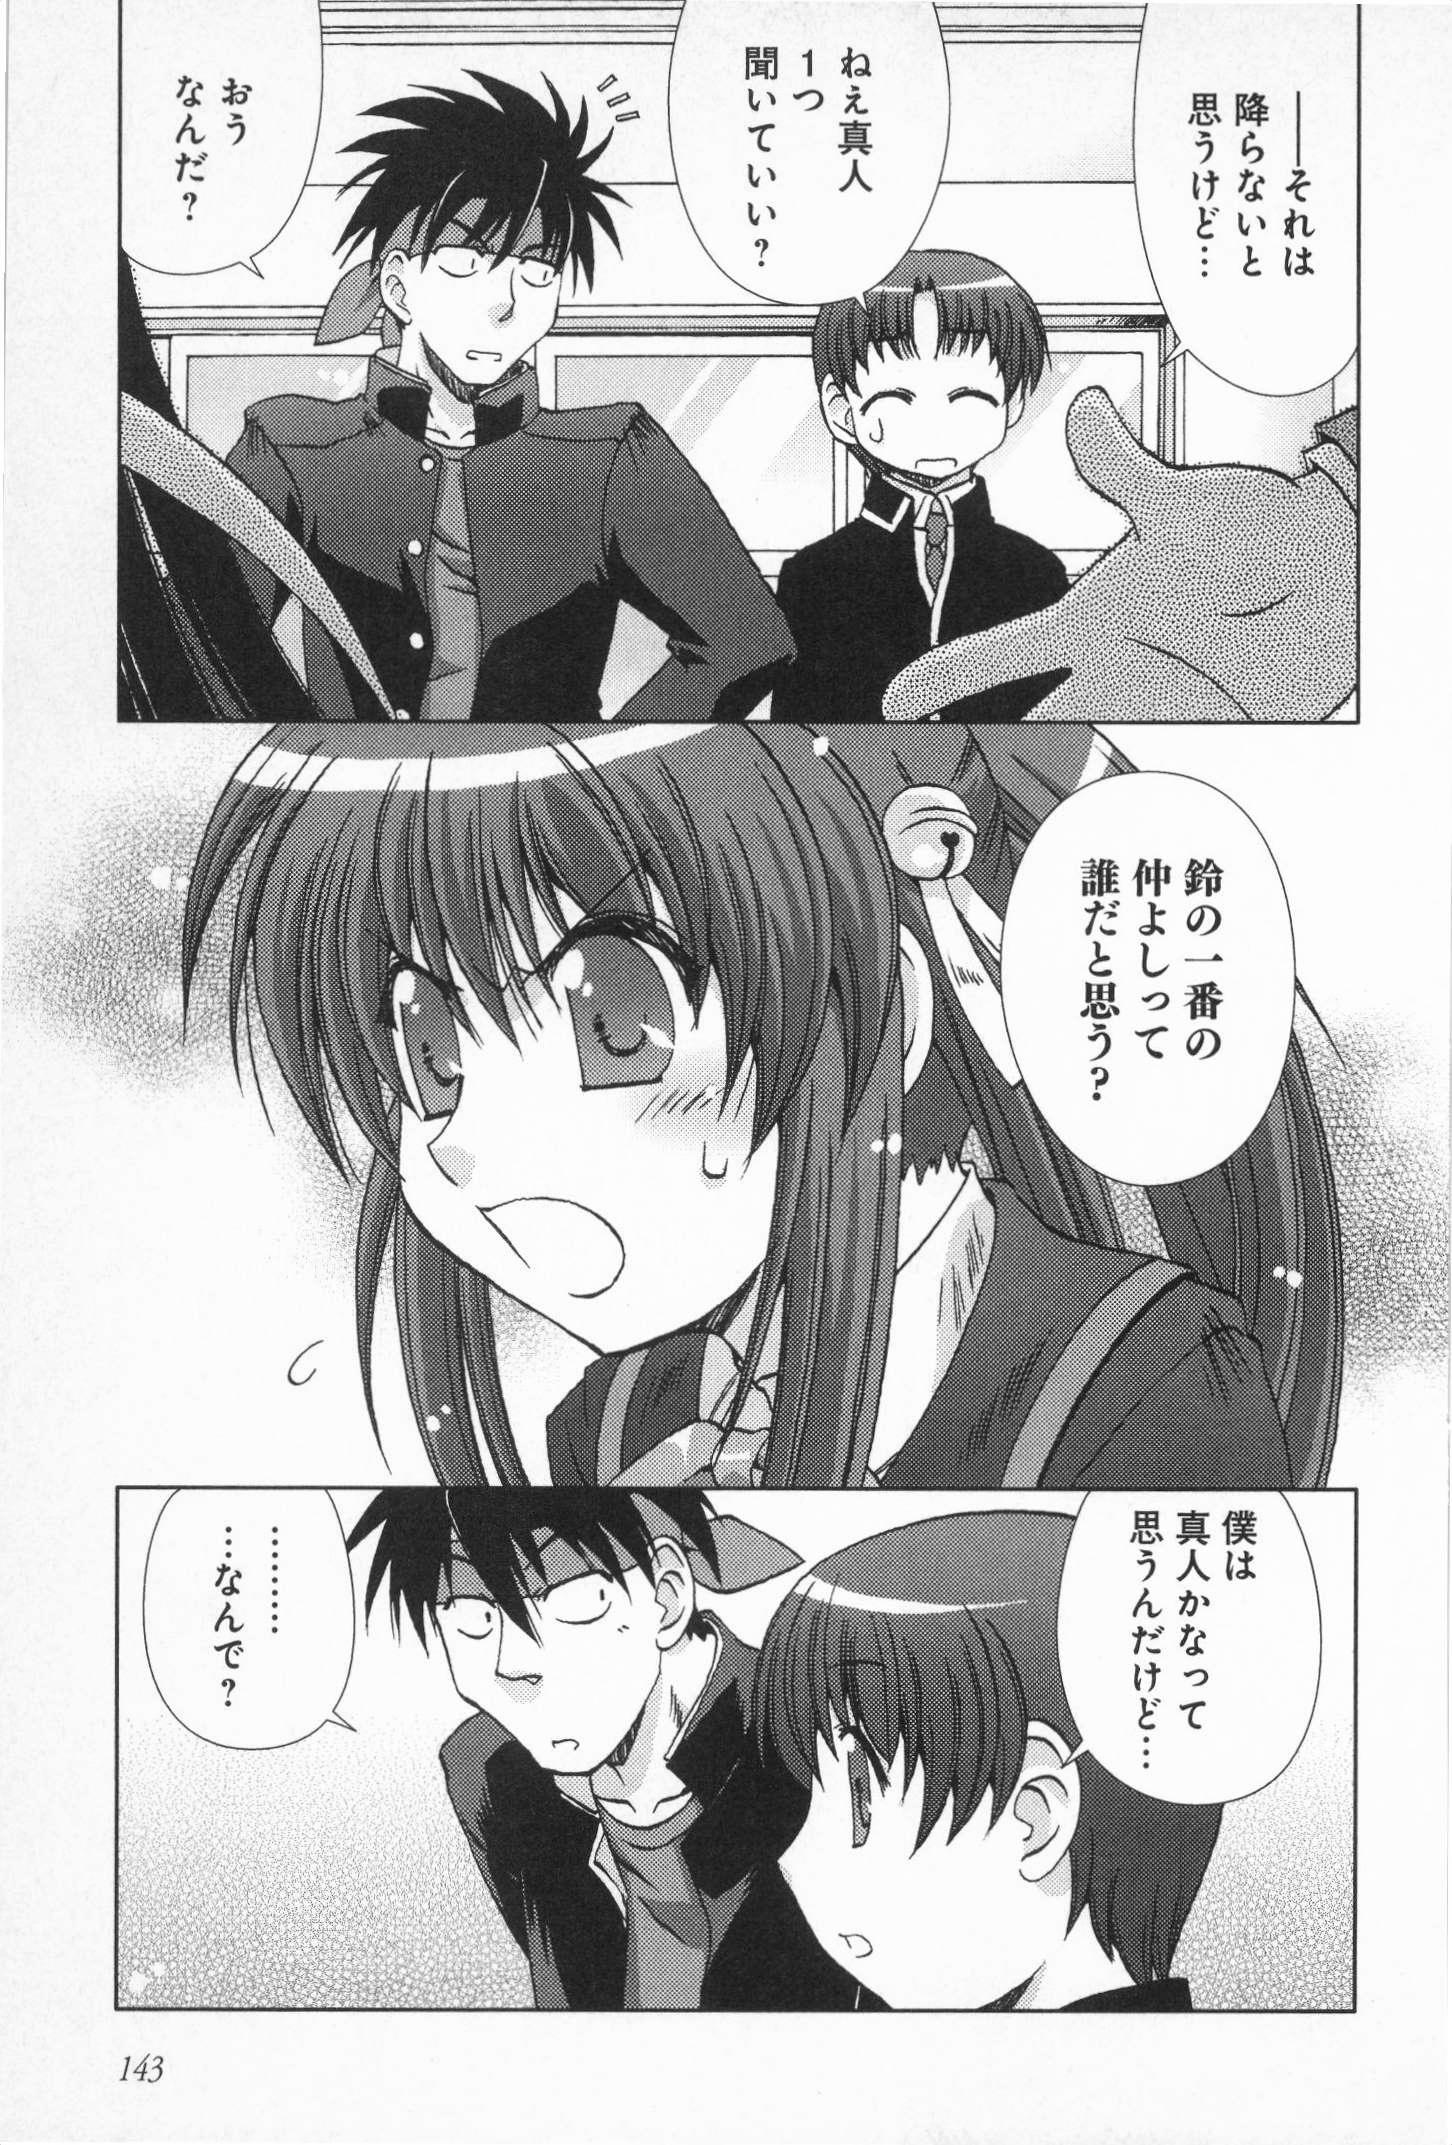 ――それは
降らないと
思うけど…
ねぇ真人
1つ
聞いていい？
おう
なんだ？
鈴の一番の
仲よしって
誰だと思う？
僕は
真人かなって
思うんだけど…
………
…なんで？
143